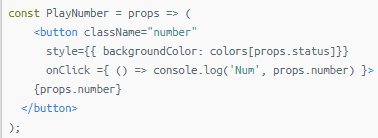 const PlayNumber = props => (
<button className="number"
style={{ backgroundColor: colors[props.status]}}
onClick ={ () => console.log('Num', props.number) }>
{props.number}
</button>
);